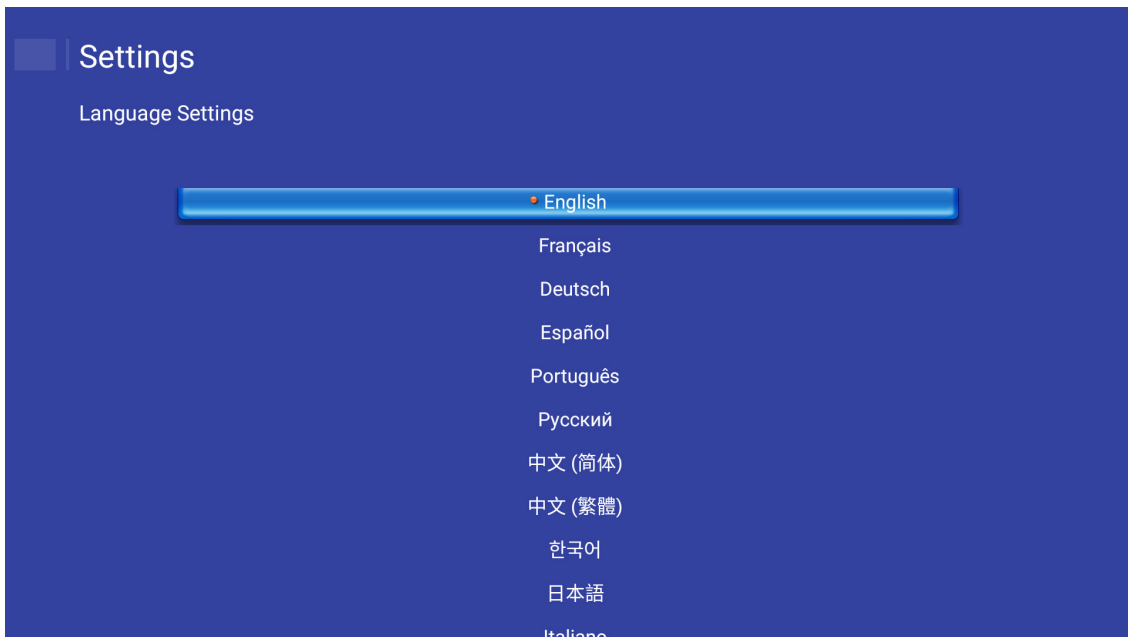 Settings
Language Settings
English
Français
Deutsch
Español
Português
Русский
中文 (简体)
中文 (繁體)
한국어
日本語
Italiano